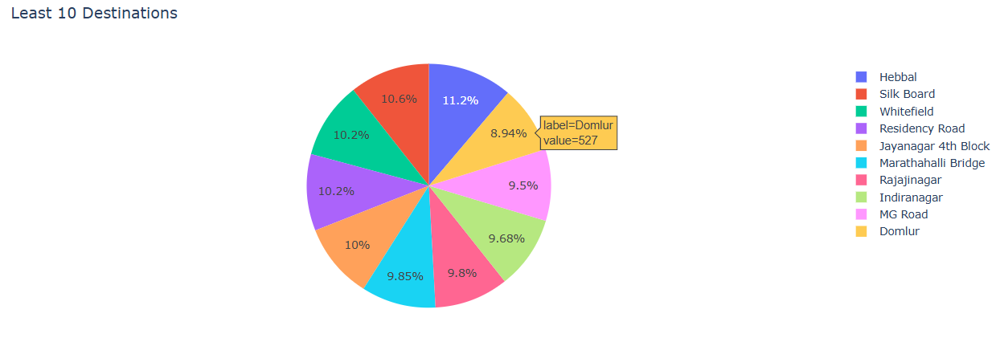 Least 10 Destinations
10.6%
11.2%
10.2%
8.94%
label=Domlur
value=527
10.2%
9.5%
10%
9.68%
9.85%
9.8%
Hebbal
Silk Board
Whitefield
Residency Road
Jayanagar 4th Block
Marathahalli Bridge
Rajajinagar
Indiranagar
MG Road
Domlur